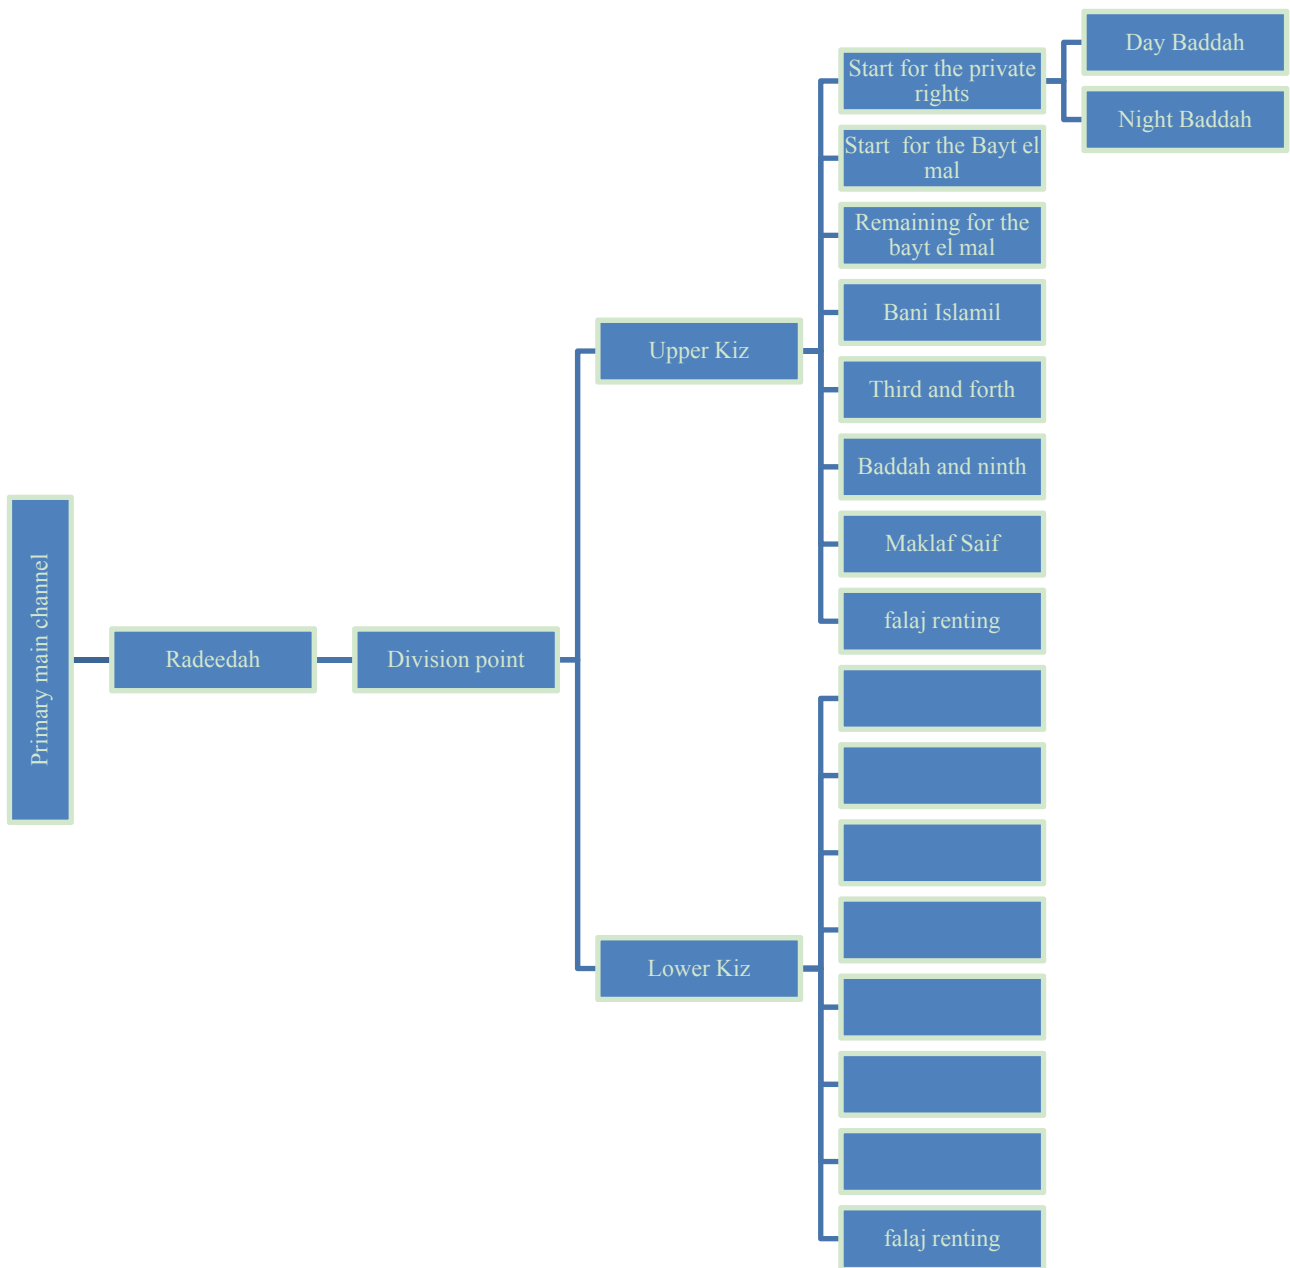 Primary main channel
Radeedah
Division point
Upper Kiz
Start for the private
rights
Day Baddah
Night Baddah
Start  for the Bayt el
mal
Remaining for the
bayt el mal
Bani Islamil
Third and forth
Baddah and ninth
Maklaf Saif
falaj renting
Lower Kiz
falaj renting